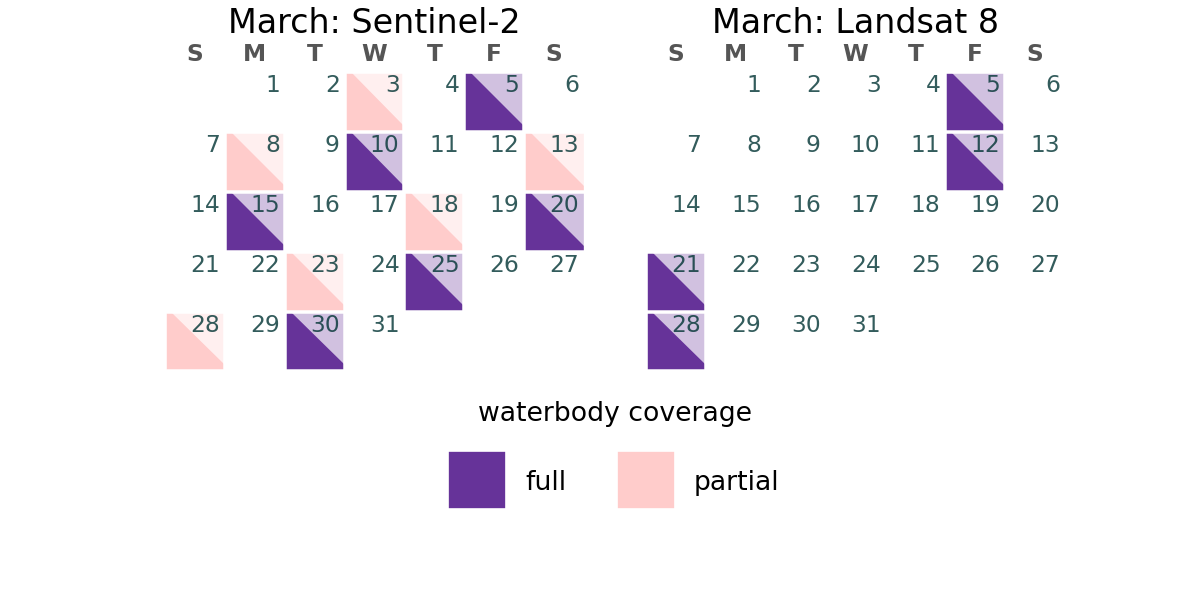 March: Sentinel-2
S M T W T F S
1 2 3 4 5 6
7 8 9 10 11 12 13
14 15 16 17 18 19 20
21 22 23 24 25 26 27
28 29 30 31
March: Landsat 8
S M T W T F S
1 2 3 4 5 6
7 8 9 10 11 12 13
14 15 16 17 18 19 20
21 22 23 24 25 26 27
28 29 30 31
waterbody coverage
full partial